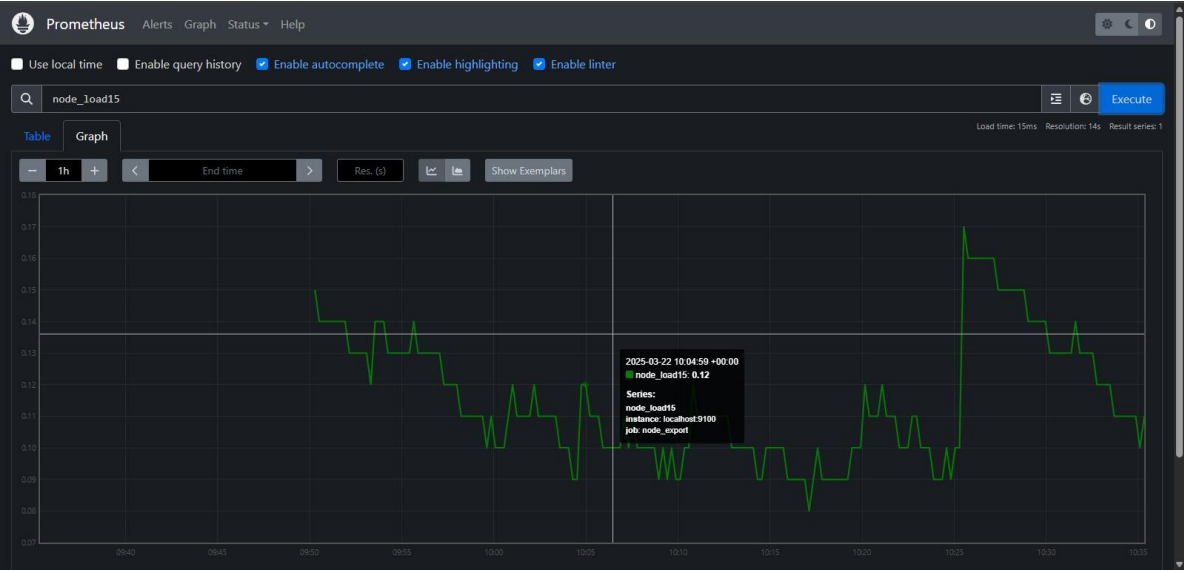 Prometheus Alerts Graph Status Help
Use local time Enable query history Enable autocomplete Enable highlighting Enable linter
node_load15 Execute
Load time: 15ms Resolution: 14s Result series: 1
Table Graph
− 1h + < End time > Res. (s) Show Exemplars
0.18
0.17
0.16
0.15
0.14
0.13
0.12
0.11
0.10
0.09
0.08
0.07
2025-03-22 10:04:59 +00:00
node_load15: 0.12
Series:
node_load15
instance: localhost:9100
job: node_export
09:40 09:45 09:50 09:55 10:00 10:05 10:10 10:15 10:20 10:25 10:30 10:35